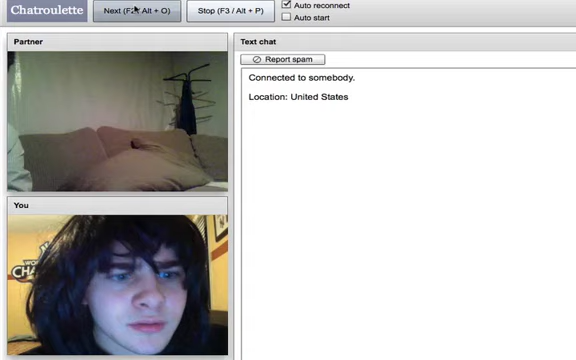 Chatroulette
Next (F2 / Alt + O)
Stop (F3 / Alt + P)
Auto reconnect
Auto start
Partner
Text chat
Report spam
Connected to somebody.
Location: United States
You
CHA